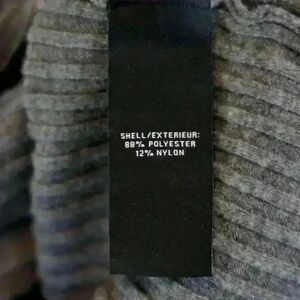 SHELL/EXTERIEUR:
88% POLYESTER
12% NYLON